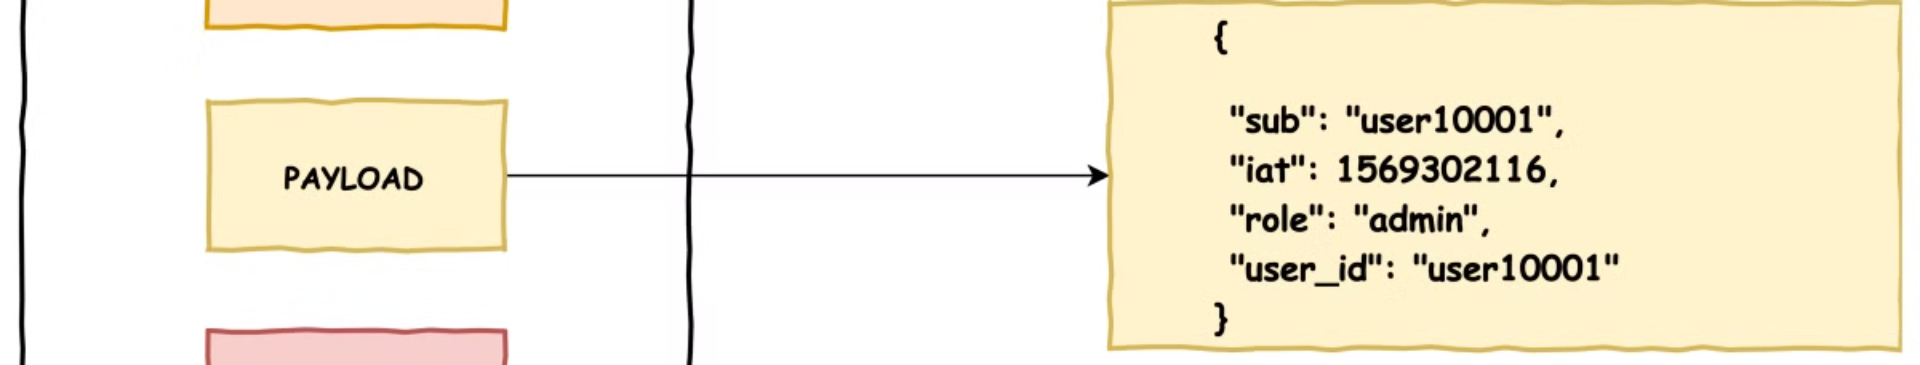 PAYLOAD
{
"sub": "user10001",
"iat": 1569302116,
"role": "admin",
"user_id": "user10001"
}